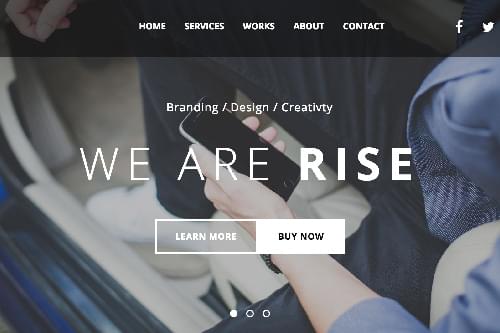 HOME SERVICES WORKS ABOUT CONTACT
Branding / Design / Creativty
WE ARE RISE
LEARN MORE BUY NOW